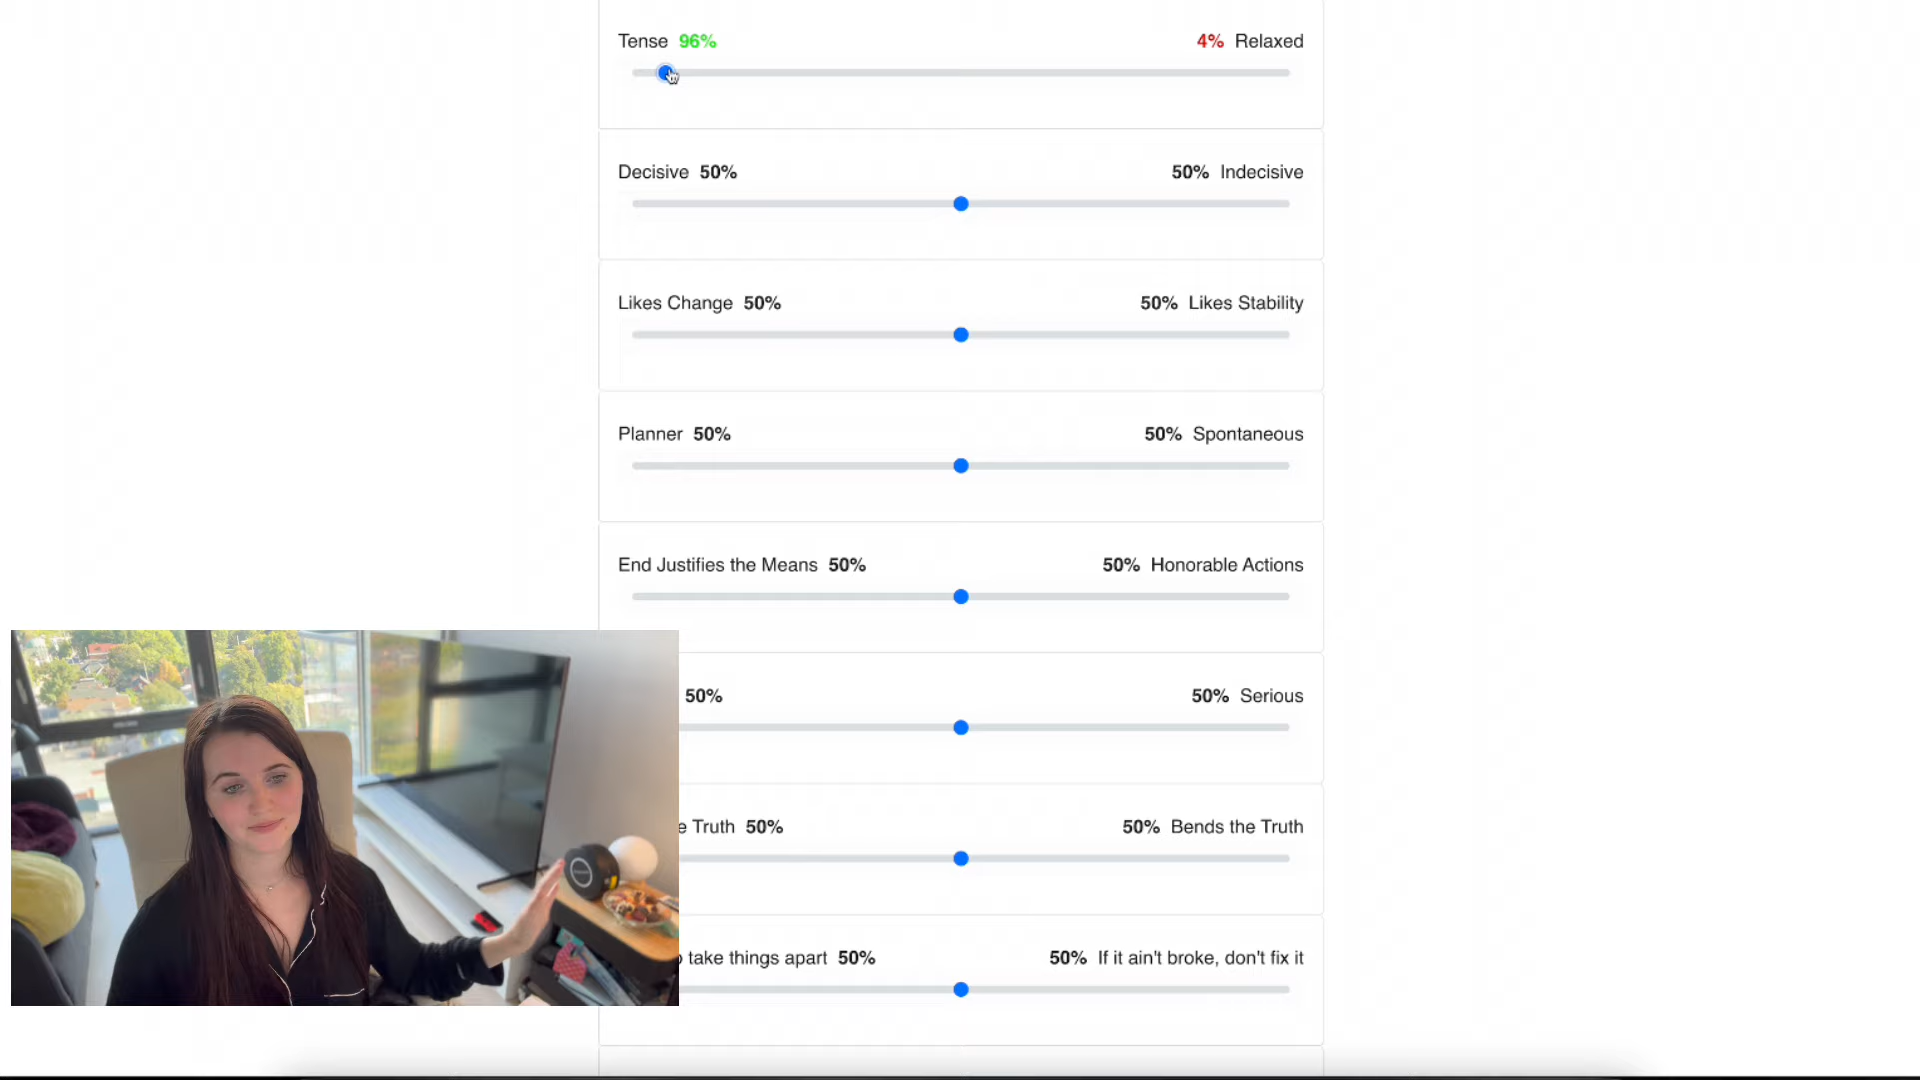 Tense 96% 4% Relaxed
Decisive 50% 50% Indecisive
Likes Change 50% 50% Likes Stability
Planner 50% 50% Spontaneous
End Justifies the Means 50% 50% Honorable Actions
50% 50% Serious
Truth 50% 50% Bends the Truth
take things apart 50% 50% If it ain't broke, don't fix it